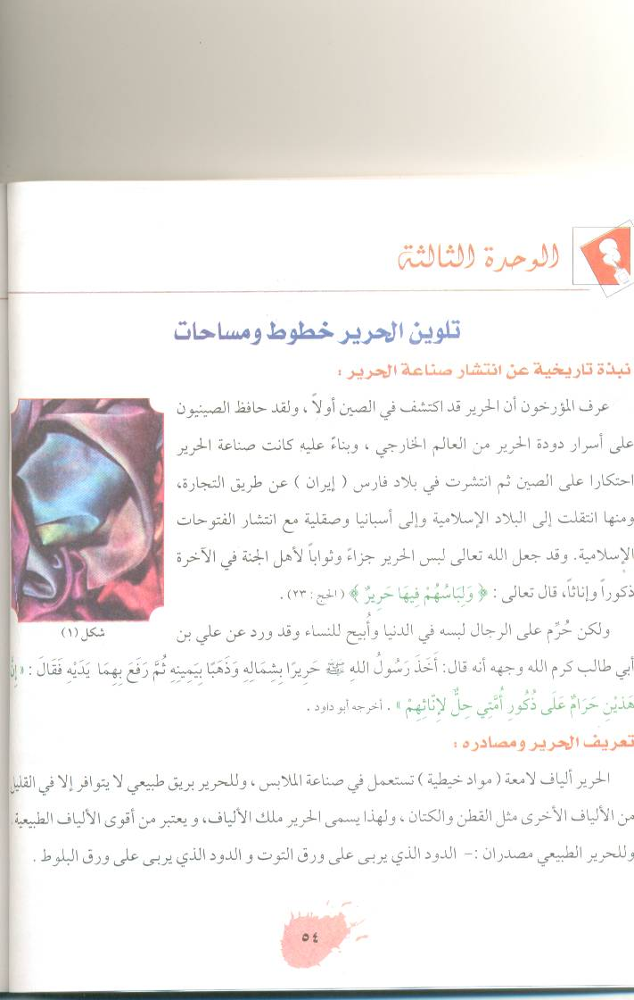 الوحدة الثالثة
تلوين الحرير خطوط ومساحات
نبذة تاريخية عن انتشار صناعة الحرير :
عرف المؤرخون أن الحرير قد اكتشف في الصين أولاً ، ولقد حافظ الصينيون
على أسرار دودة الحرير من العالم الخارجي ، وبناءً عليه كانت صناعة الحرير
احتكارا على الصين ثم انتشرت في بلاد فارس ( إيران ) عن طريق التجارة،
ومنها انتقلت إلى البلاد الإسلامية وإلى أسبانيا وصقلية مع انتشار الفتوحات
الإسلامية. وقد جعل الله تعالى لبس الحرير جزاءً وثواباً لأهل الجنة في الآخرة
ذكوراً وإناثاً، قال تعالى : ﴿ وَلِبَاسُهُمْ فِيهَا حَرِيرٌ ﴾ ( الحج : ٢٣) .
شكل (١)
ولكن حُرِّم على الرجال لبسه في الدنيا وأُبيح للنساء وقد ورد عن علي بن
أبي طالب كرم الله وجهه أنه قال: أَخَذَ رَسُولُ اللهِ ﷺ حَرِيرًا بِشِمَالِهِ وَذَهَبًا بِيَمِينِهِ ثُمَّ رَفَعَ بِهِمَا يَدَيْهِ فَقَالَ : « إِنَّ
هَذَيْنِ حَرَامٌ عَلَى ذُكُورِ أُمَّتِي حِلٌّ لإِنَاثِهِمْ » . أخرجه أبو داود .
تعريف الحرير ومصادره :
الحرير ألياف لامعة ( مواد خيطية ) تستعمل في صناعة الملابس ، وللحرير بريق طبيعي لا يتوافر إلا في القليل
من الألياف الأخرى مثل القطن والكتان ، ولهذا يسمى الحرير ملك الألياف، و يعتبر من أقوى الألياف الطبيعية.
وللحرير الطبيعي مصدران :- الدود الذي يربى على ورق التوت و الدود الذي يربى على ورق البلوط .
٥٤